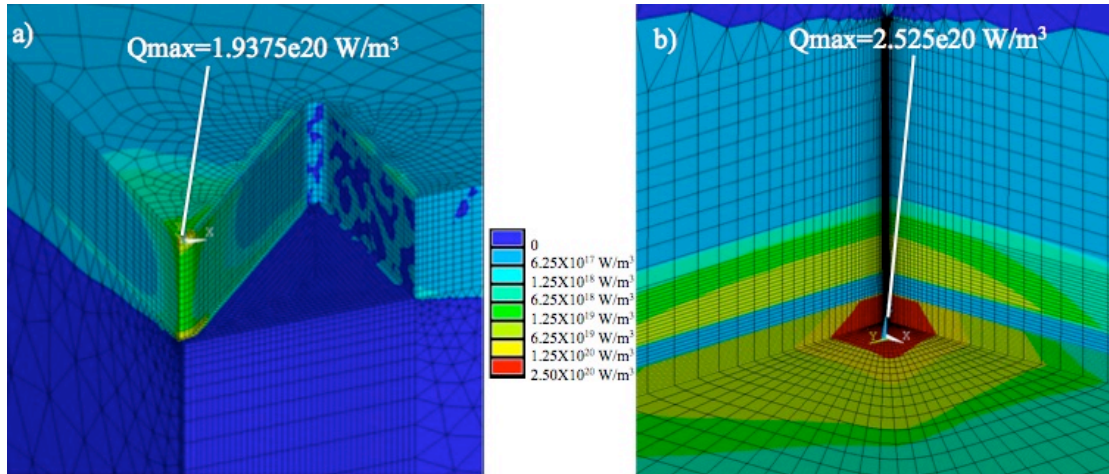 a)
Qmax=1.9375e20 W/m³
X
0
6.25X10¹⁷ W/m³
1.25X10¹⁸ W/m³
6.25X10¹⁸ W/m³
1.25X10¹⁹ W/m³
6.25X10¹⁹ W/m³
1.25X10²⁰ W/m³
2.50X10²⁰ W/m³
b)
Qmax=2.525e20 W/m³
Y X